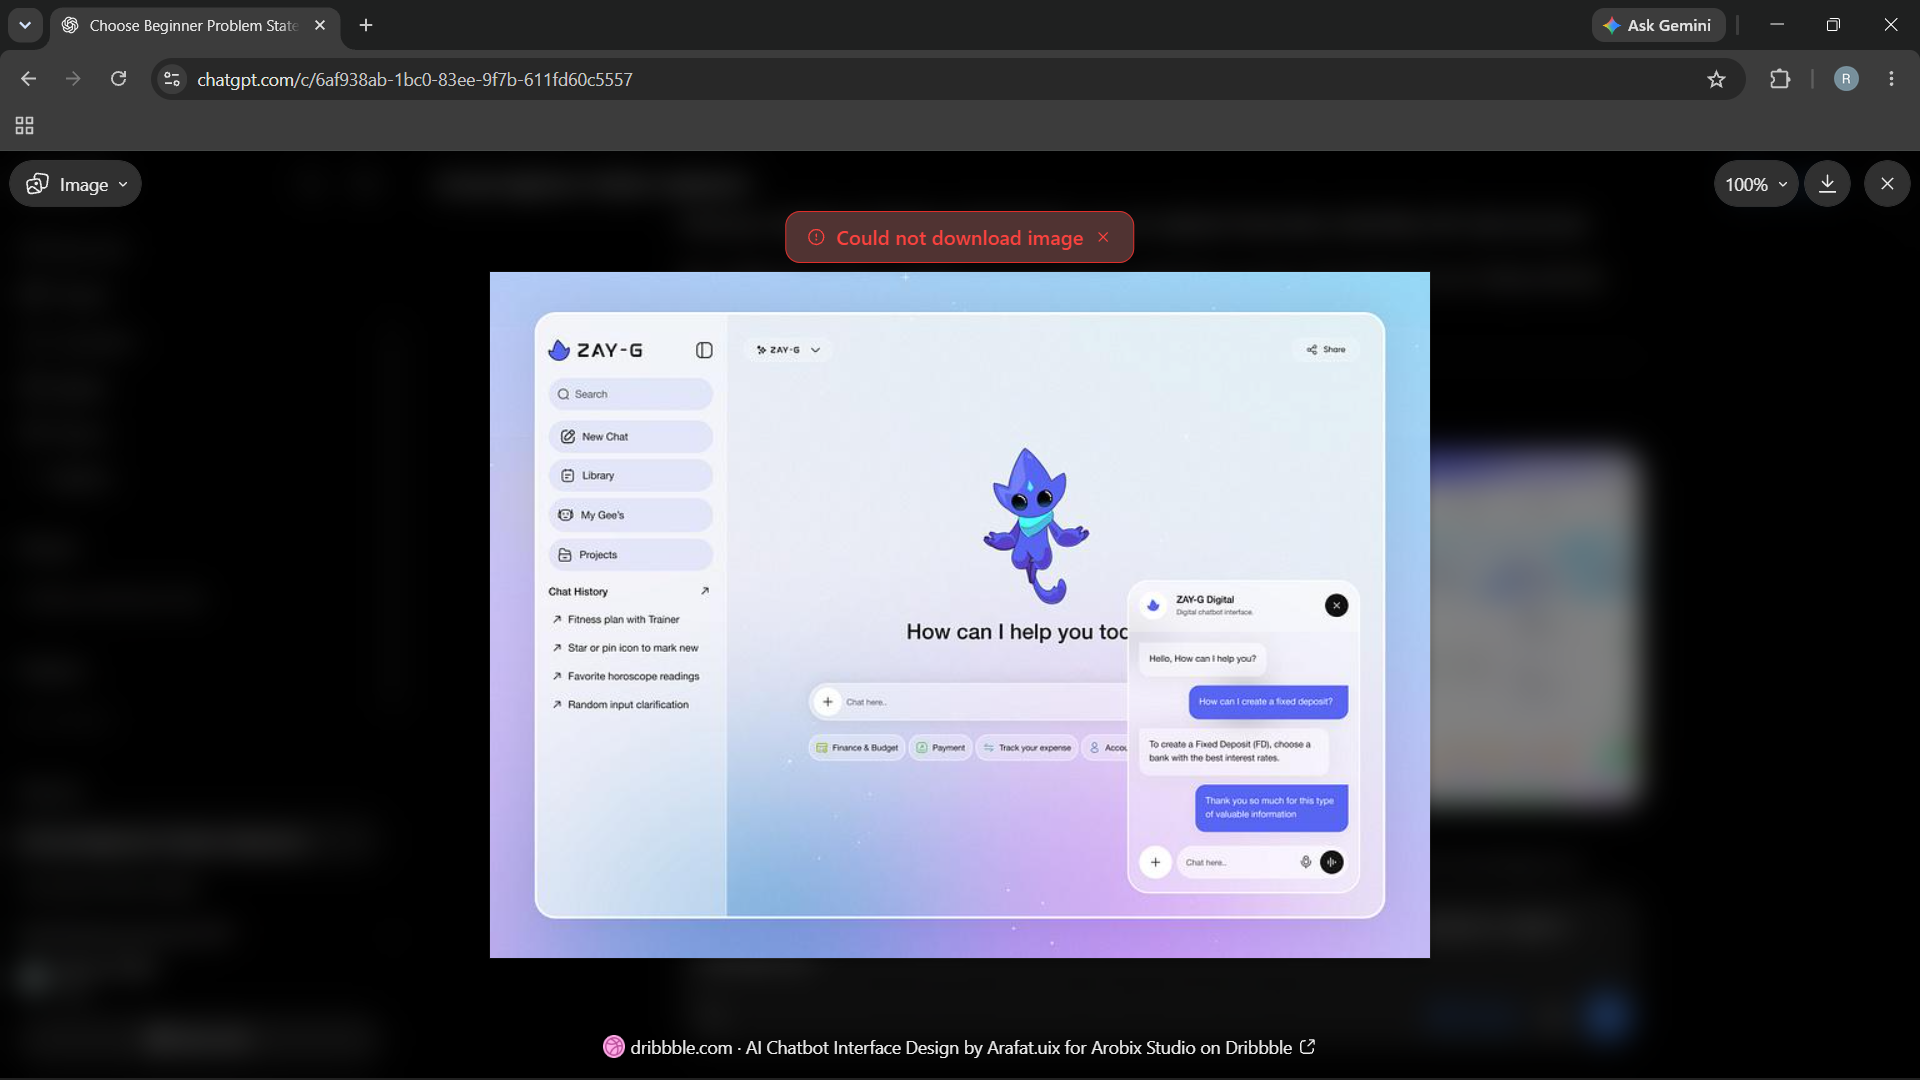 Choose Beginner Problem State
Ask Gemini
chatgpt.com/c/6af938ab-1bc0-83ee-9f7b-611fd60c5557
R
Image
100%
Could not download image
ZAY-G
ZAY-G
Share
Search
New Chat
Library
My Gee's
Projects
Chat History
Fitness plan with Trainer
Star or pin icon to mark new
Favorite horoscope readings
Random input clarification
How can I help you tod
Chat here..
Finance & Budget
Payment
Track your expense
Accou
ZAY-G Digital
Digital chatbot interface.
Hello, How can I help you?
How can I create a fixed deposit?
To create a Fixed Deposit (FD), choose a
bank with the best interest rates.
Thank you so much for this type
of valuable information
Chat here..
dribbble.com · AI Chatbot Interface Design by Arafat.uix for Arobix Studio on Dribbble